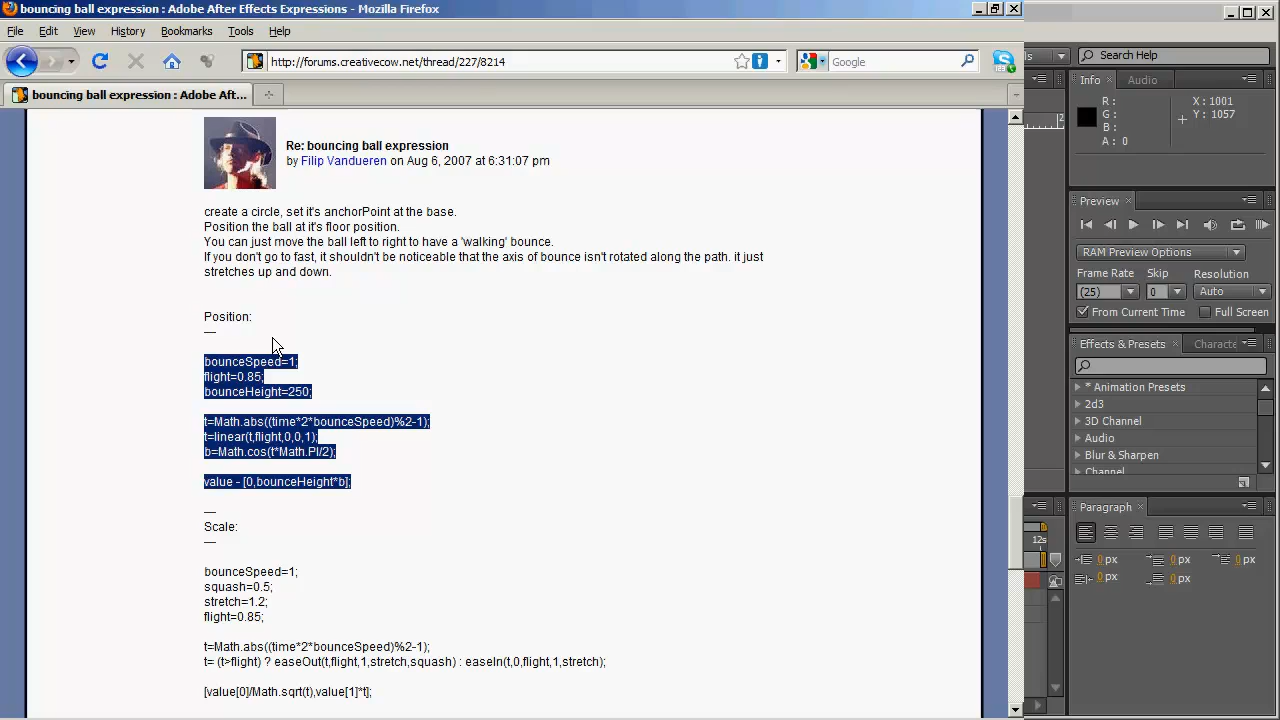 bouncing ball expression : Adobe After Effects Expressions - Mozilla Firefox
File Edit View History Bookmarks Tools Help
http://forums.creativecow.net/thread/227/8214
Google
bouncing ball expression : Adobe Aft...
Re: bouncing ball expression
by Filip Vandueren on Aug 6, 2007 at 6:31:07 pm
create a circle, set it's anchorPoint at the base.
Position the ball at it's floor position.
You can just move the ball left to right to have a 'walking' bounce.
If you don't go to fast, it shouldn't be noticeable that the axis of bounce isn't rotated along the path. it just
stretches up and down.
Position:
—
bounceSpeed=1;
flight=0.85;
bounceHeight=250;
t=Math.abs((time*2*bounceSpeed)%2-1);
t=linear(t,flight,0,0,1);
b=Math.cos(t*Math.PI/2);
value - [0,bounceHeight*b];
—
Scale:
—
bounceSpeed=1;
squash=0.5;
stretch=1.2;
flight=0.85;
t=Math.abs((time*2*bounceSpeed)%2-1);
t= (t>flight) ? easeOut(t,flight,1,stretch,squash) : easeIn(t,0,flight,1,stretch);
[value[0]/Math.sqrt(t),value[1]*t];
Search Help
Info Audio
R :
G :
B :
A : 0
X : 1001
Y : 1057
Preview
RAM Preview Options
Frame Rate Skip Resolution
(25) 0 Auto
From Current Time Full Screen
Effects & Presets Characte
* Animation Presets
2d3
3D Channel
Audio
Blur & Sharpen
Channel
Paragraph
0 px 0 px 0 px
0 px 0 px
12s